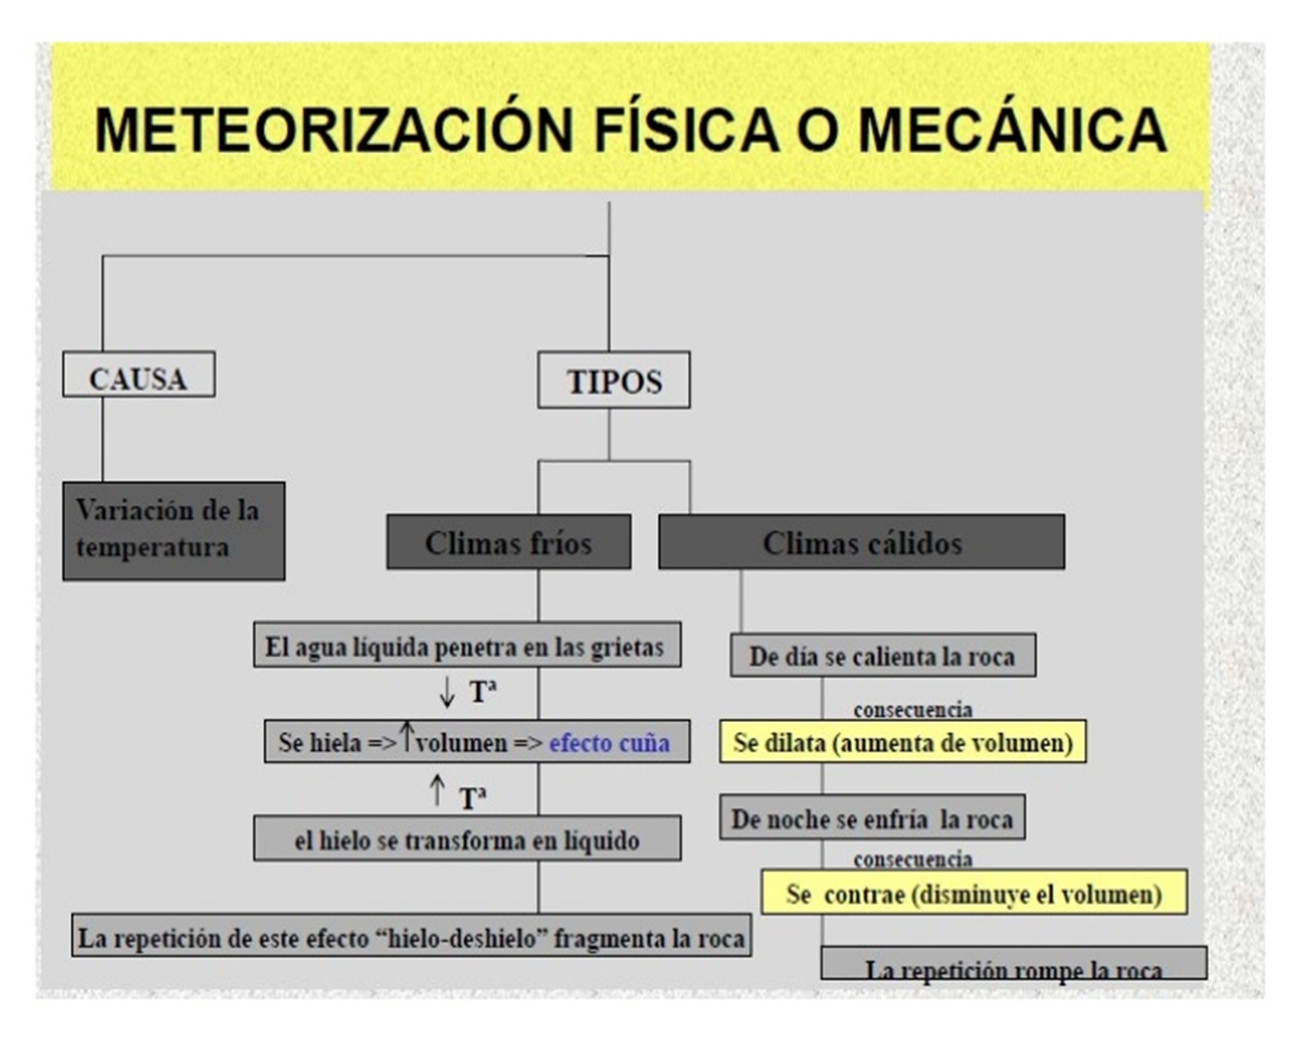 METEORIZACIÓN FÍSICA O MECÁNICA
CAUSA
TIPOS
Variación de la
temperatura
Climas fríos
Climas cálidos
El agua líquida penetra en las grietas
↓ Tª
Se hiela => ↑ volumen => efecto cuña
↑ Tª
el hielo se transforma en líquido
La repetición de este efecto “hielo-deshielo” fragmenta la roca
De día se calienta la roca
consecuencia
Se dilata (aumenta de volumen)
De noche se enfría la roca
consecuencia
Se contrae (disminuye el volumen)
La repetición rompe la roca